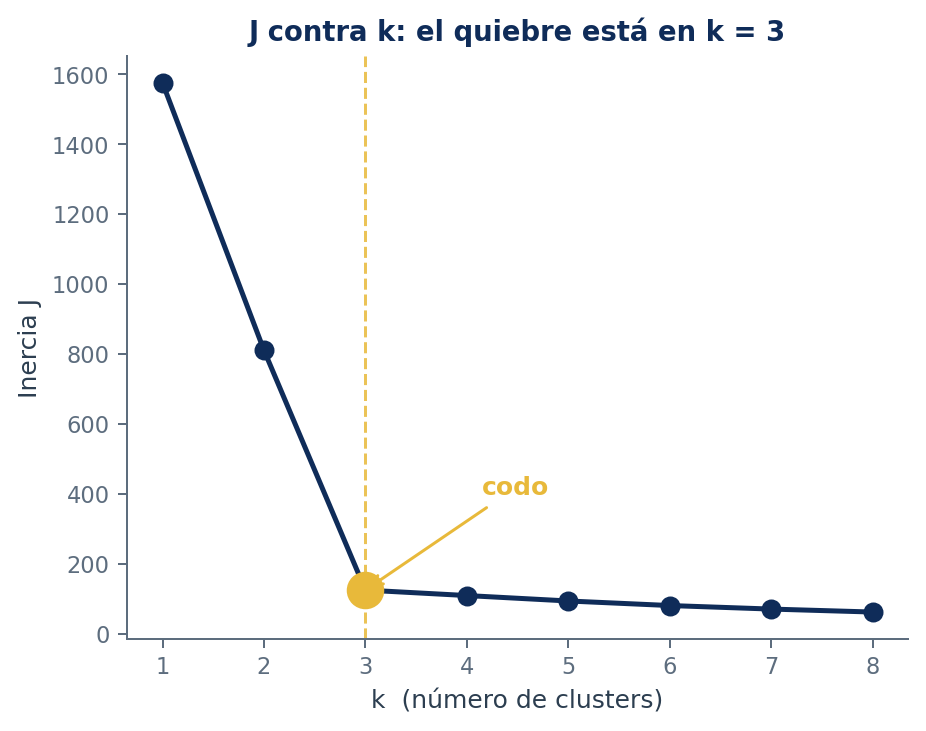 J contra k: el quiebre está en k = 3
1600
1400
1200
1000
800
600
400
200
0
Inercia J
codo
1 2 3 4 5 6 7 8
k (número de clusters)